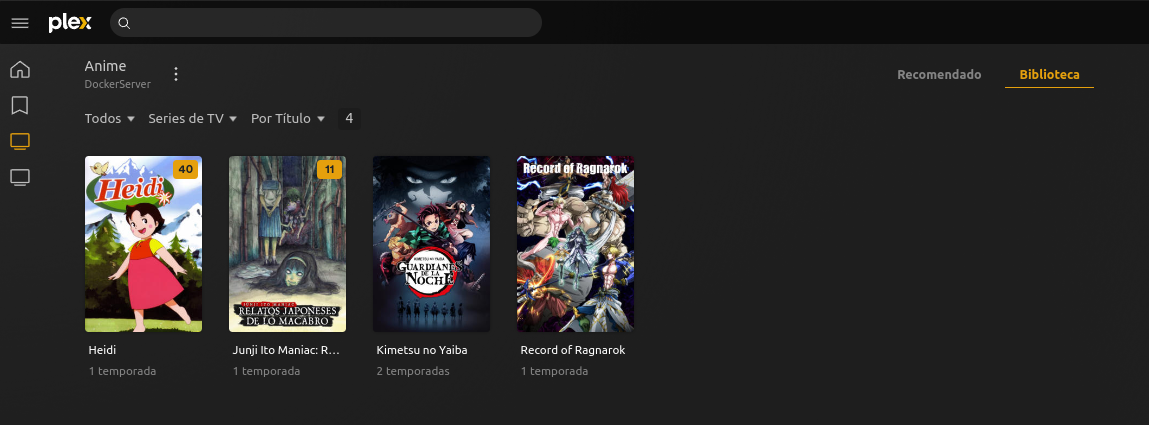 plex
Anime
DockerServer
Recomendado
Biblioteca
Todos
Series de TV
Por Título
4
40
Heidi
11
JUNJI ITO MANIAC:
RELATOS JAPONESES
DE LO MACABRO
KIMETSU NO YAIBA
GUARDIANES
DE LA
NOCHE
Record of Ragnarok
Heidi
Junji Ito Maniac: R...
Kimetsu no Yaiba
Record of Ragnarok
1 temporada
1 temporada
2 temporadas
1 temporada